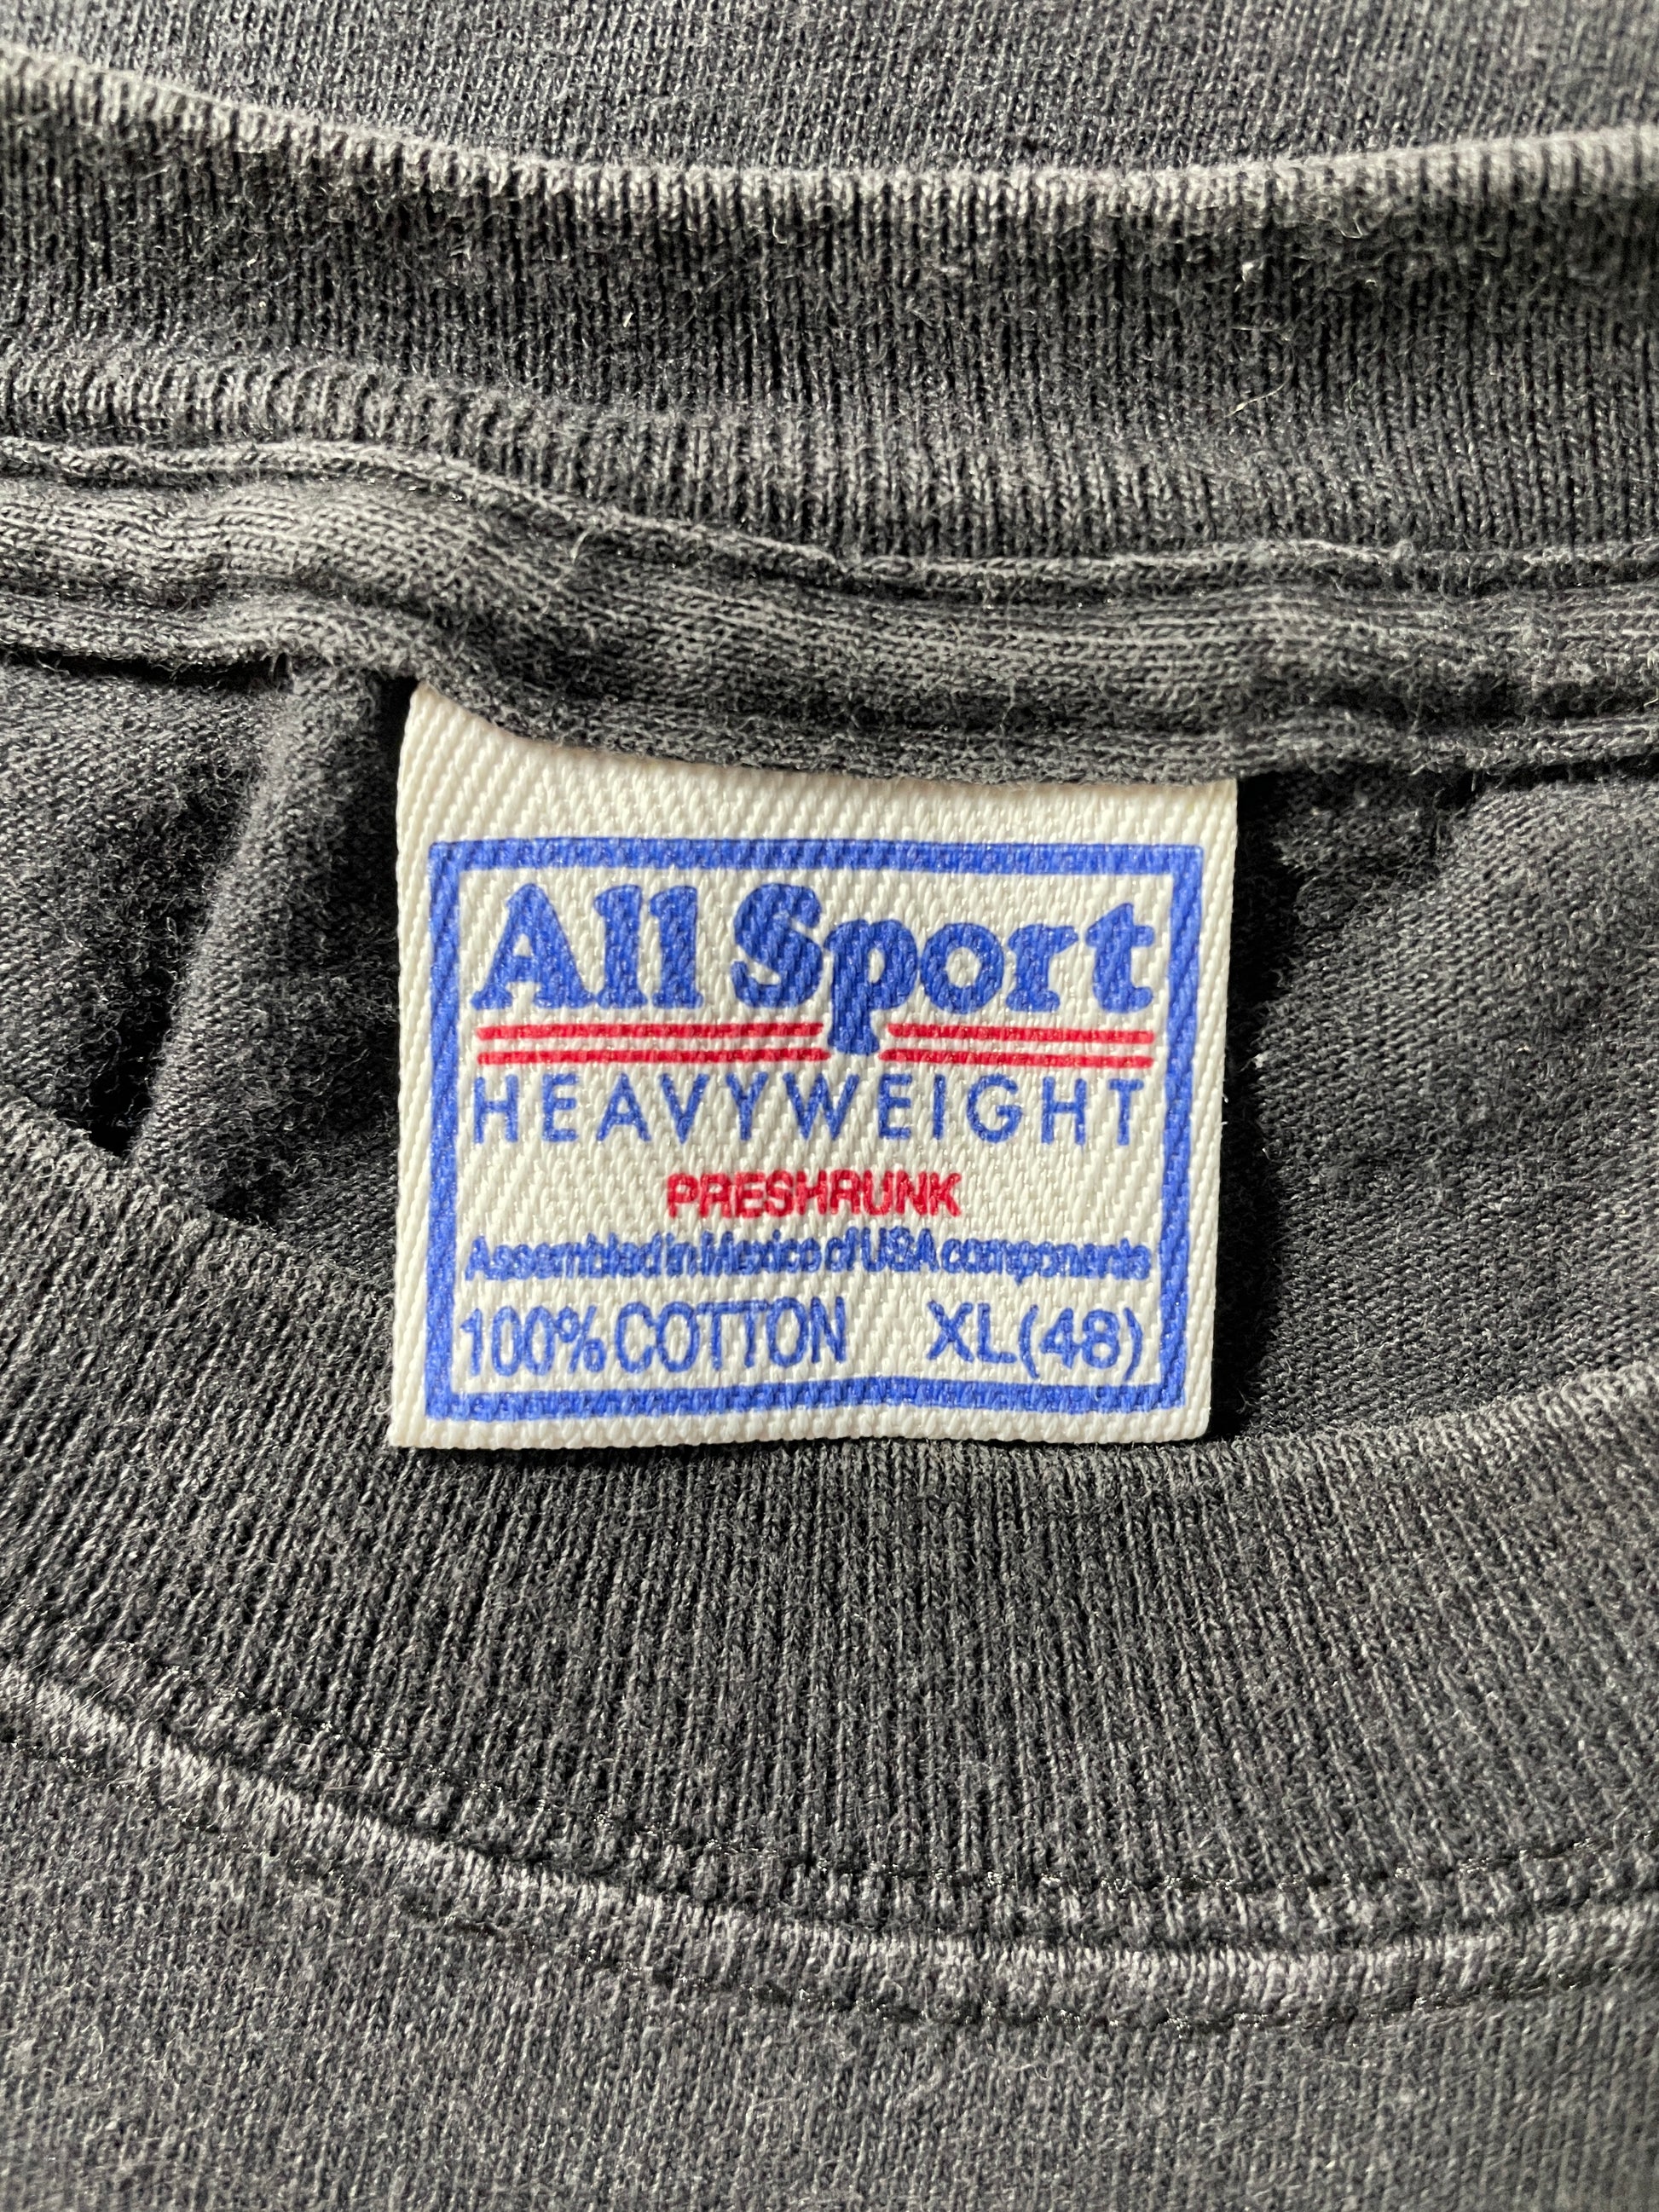 All Sport
HEAVYWEIGHT
PRESHRUNK
Assembled in Mexico of USA components
100% COTTON XL(48)